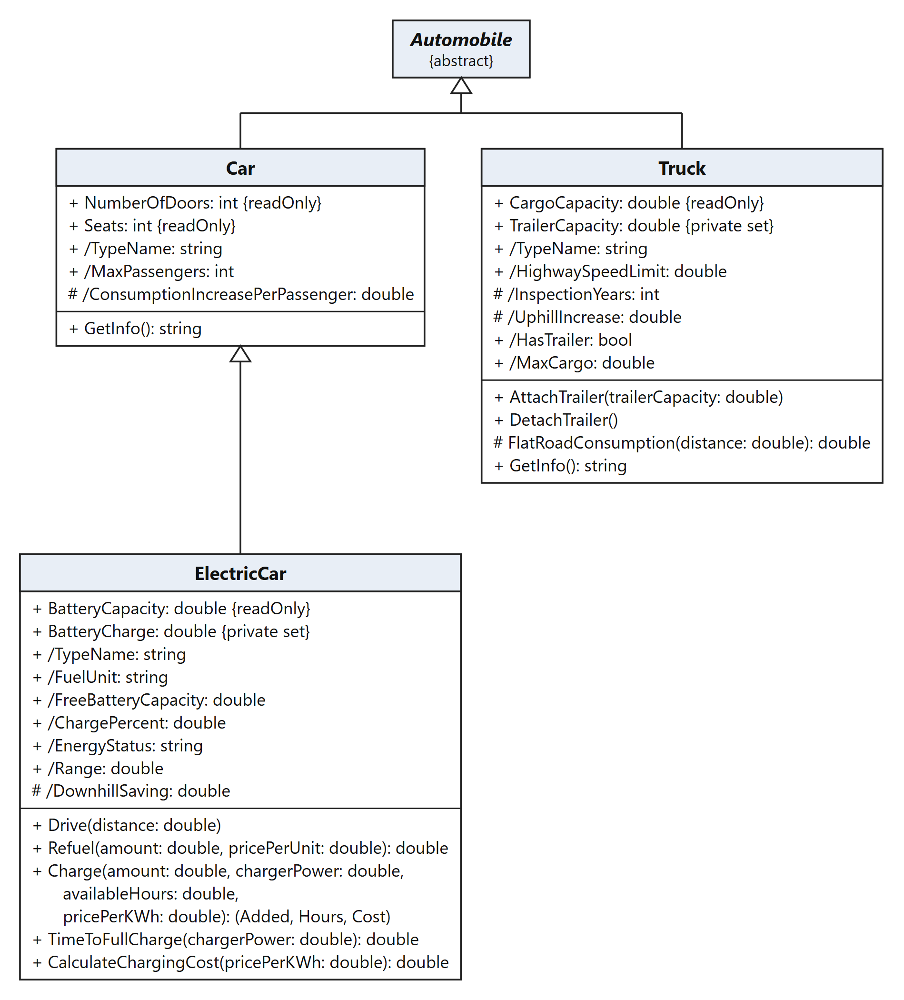 Automobile
{abstract}
Car
+ NumberOfDoors: int {readOnly}
+ Seats: int {readOnly}
+ /TypeName: string
+ /MaxPassengers: int
# /ConsumptionIncreasePerPassenger: double
+ GetInfo(): string
Truck
+ CargoCapacity: double {readOnly}
+ TrailerCapacity: double {private set}
+ /TypeName: string
+ /HighwaySpeedLimit: double
# /InspectionYears: int
# /UphillIncrease: double
+ /HasTrailer: bool
+ /MaxCargo: double
+ AttachTrailer(trailerCapacity: double)
+ DetachTrailer()
# FlatRoadConsumption(distance: double): double
+ GetInfo(): string
ElectricCar
+ BatteryCapacity: double {readOnly}
+ BatteryCharge: double {private set}
+ /TypeName: string
+ /FuelUnit: string
+ /FreeBatteryCapacity: double
+ /ChargePercent: double
+ /EnergyStatus: string
+ /Range: double
# /DownhillSaving: double
+ Drive(distance: double)
+ Refuel(amount: double, pricePerUnit: double): double
+ Charge(amount: double, chargerPower: double,
availableHours: double,
pricePerKWh: double): (Added, Hours, Cost)
+ TimeToFullCharge(chargerPower: double): double
+ CalculateChargingCost(pricePerKWh: double): double